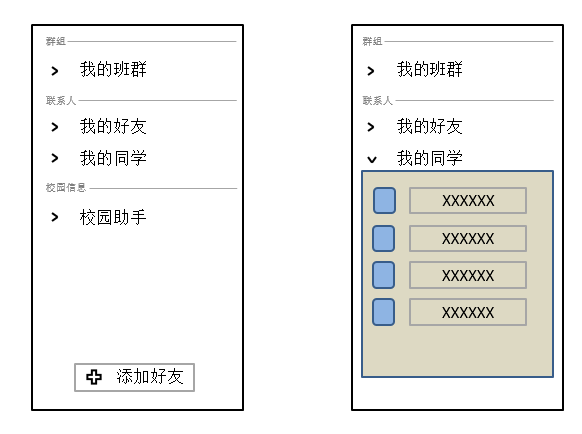 群组
> 我的班群
联系人
> 我的好友
> 我的同学
校园信息
> 校园助手
添加好友
群组
> 我的班群
联系人
> 我的好友
我的同学
XXXXXX
XXXXXX
XXXXXX
XXXXXX